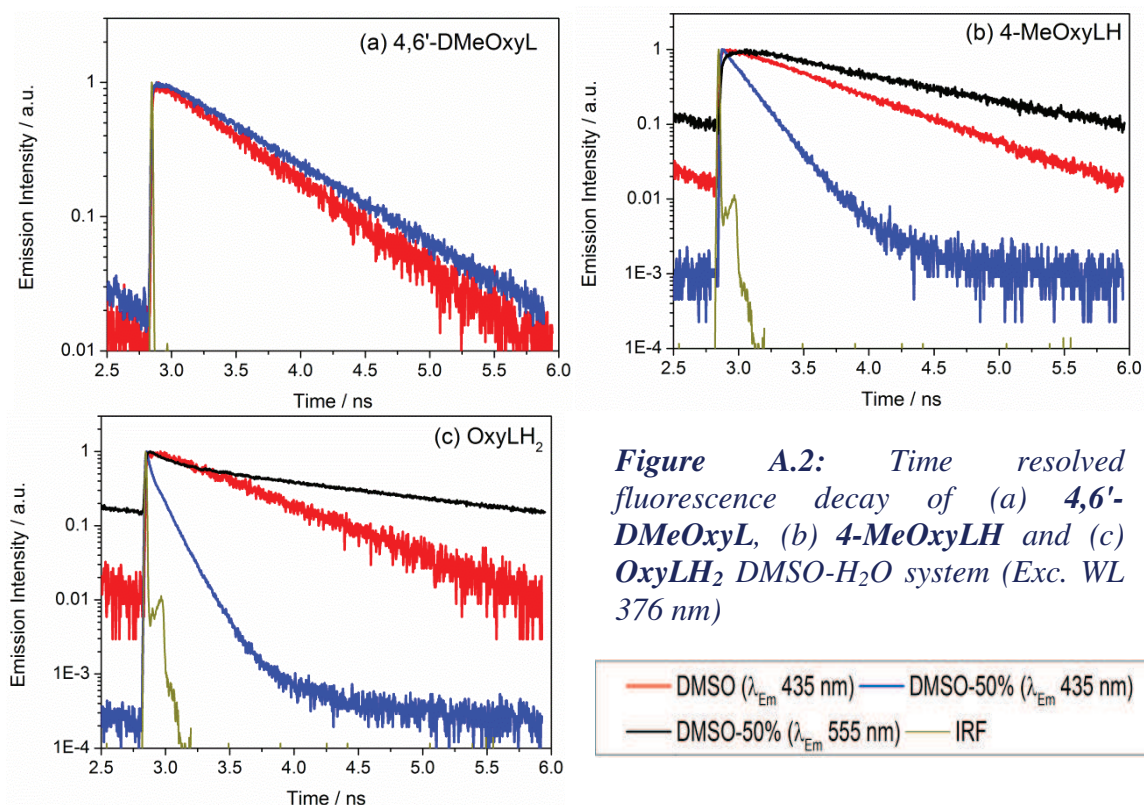 (a) 4,6'-DMeOxyL
Emission Intensity / a.u.
1
0.1
0.01
2.5 3.0 3.5 4.0 4.5 5.0 5.5 6.0
Time / ns
(b) 4-MeOxyLH
Emission Intensity / a.u.
1
0.1
0.01
1E-3
1E-4
2.5 3.0 3.5 4.0 4.5 5.0 5.5 6.0
Time / ns
(c) OxyLH₂
Emission Intensity / a.u.
1
0.1
0.01
1E-3
1E-4
2.5 3.0 3.5 4.0 4.5 5.0 5.5 6.0
Time / ns
Figure A.2: Time resolved
fluorescence decay of (a) 4,6'-
DMeOxyL, (b) 4-MeOxyLH and (c)
OxyLH₂ DMSO-H₂O system (Exc. WL
376 nm)
DMSO (λ_Em 435 nm) DMSO-50% (λ_Em 435 nm)
DMSO-50% (λ_Em 555 nm) IRF